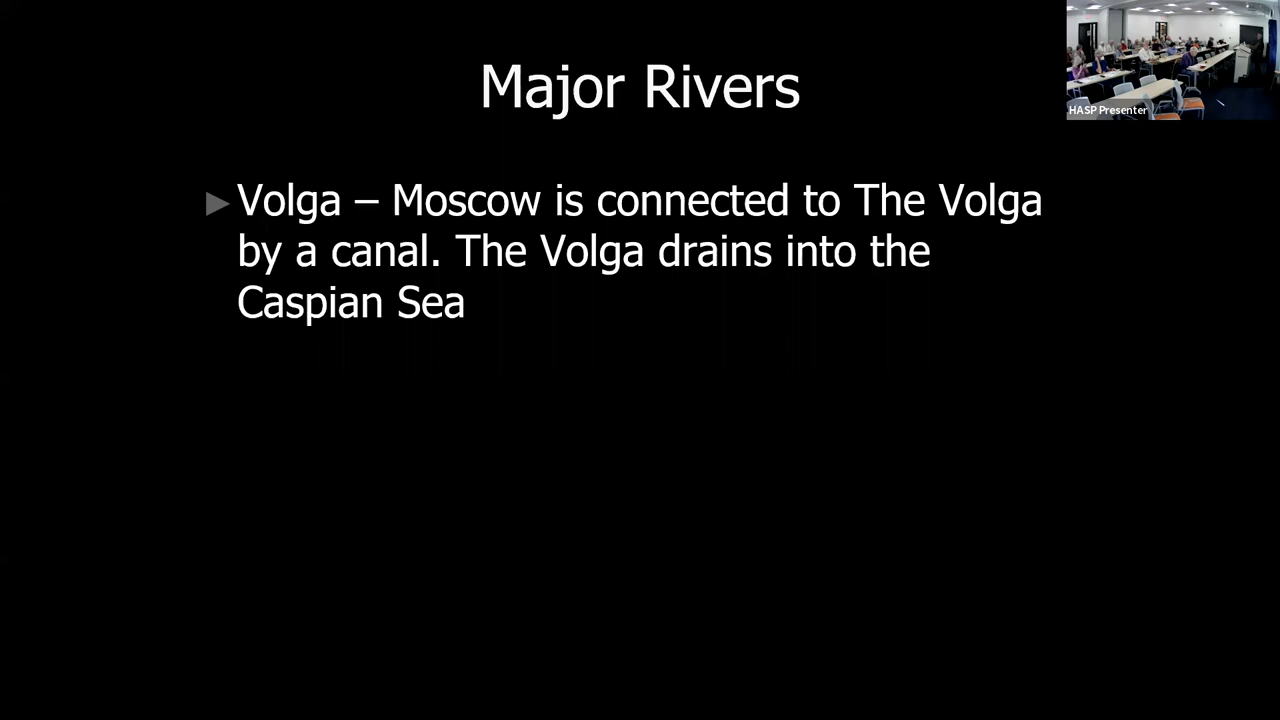 Major Rivers
Volga – Moscow is connected to The Volga
by a canal. The Volga drains into the
Caspian Sea
HASP Presenter